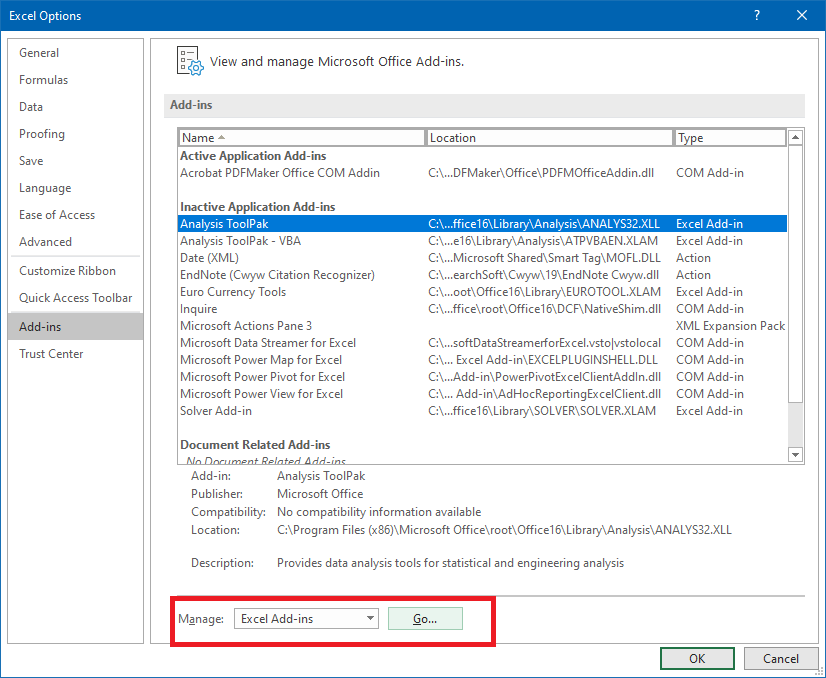 Excel Options ?
General
Formulas
Data
Proofing
Save
Language
Ease of Access
Advanced
Customize Ribbon
Quick Access Toolbar
Add-ins
Trust Center
View and manage Microsoft Office Add-ins.
Add-ins
Name Location Type
Active Application Add-ins
Acrobat PDFMaker Office COM Addin C:\...DFMaker\Office\PDFMOfficeAddin.dll COM Add-in
Inactive Application Add-ins
Analysis ToolPak C:\...ffice16\Library\Analysis\ANALYS32.XLL Excel Add-in
Analysis ToolPak - VBA C:\...e16\Library\Analysis\ATPVBAEN.XLAM Excel Add-in
Date (XML) C:\...Microsoft Shared\Smart Tag\MOFL.DLL Action
EndNote (Cwyw Citation Recognizer) C:\...earchSoft\Cwyw\19\EndNote Cwyw.dll Action
Euro Currency Tools C:\...oot\Office16\Library\EUROTOOL.XLAM Excel Add-in
Inquire C:\...ffice\root\Office16\DCF\NativeShim.dll COM Add-in
Microsoft Actions Pane 3 XML Expansion Pack
Microsoft Data Streamer for Excel C:\...softDataStreamerforExcel.vsto|vstolocal COM Add-in
Microsoft Power Map for Excel C:\... Excel Add-in\EXCELPLUGINSHELL.DLL COM Add-in
Microsoft Power Pivot for Excel C:\...Add-in\PowerPivotExcelClientAddIn.dll COM Add-in
Microsoft Power View for Excel C:\... Add-in\AdHocReportingExcelClient.dll COM Add-in
Solver Add-in C:\...ffice16\Library\SOLVER\SOLVER.XLAM Excel Add-in
Document Related Add-ins
No Document Related Add-ins
Add-in: Analysis ToolPak
Publisher: Microsoft Office
Compatibility: No compatibility information available
Location: C:\Program Files (x86)\Microsoft Office\root\Office16\Library\Analysis\ANALYS32.XLL
Description: Provides data analysis tools for statistical and engineering analysis
Manage: Excel Add-ins Go...
OK Cancel